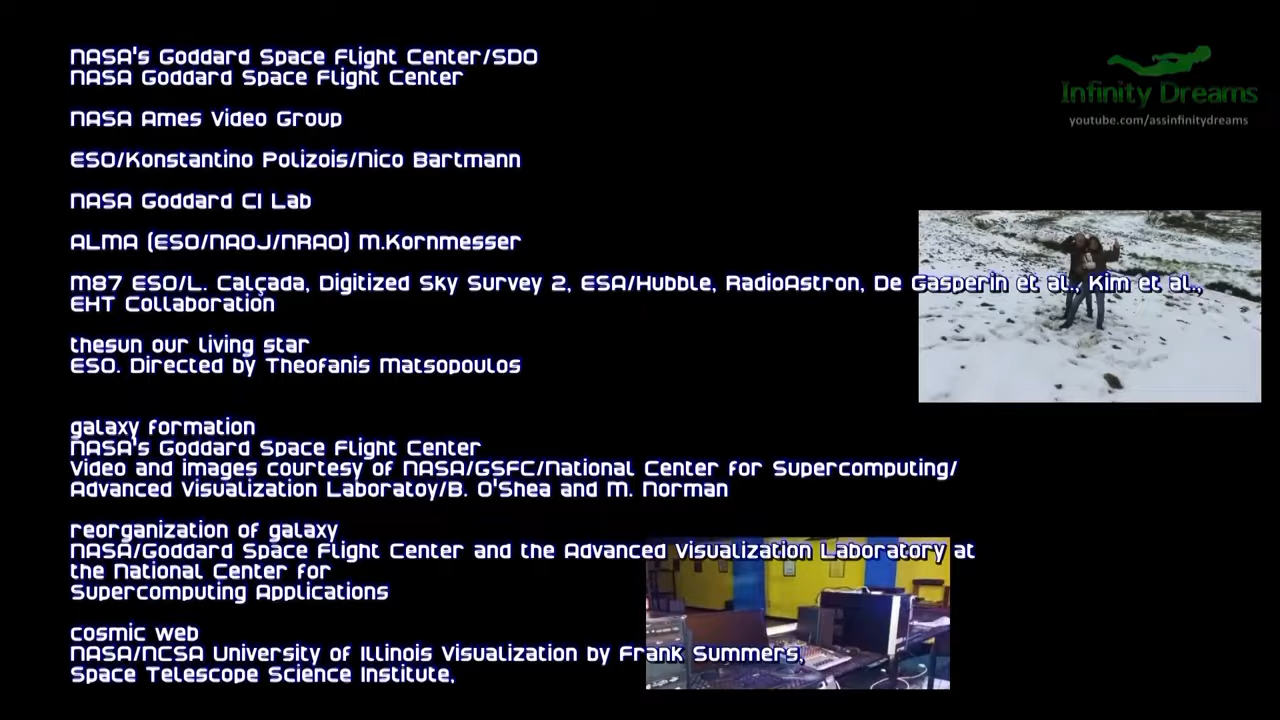 NASA's Goddard Space Flight Center/SDO
NASA Goddard Space Flight Center
NASA Ames Video Group
ESO/Konstantino Polizois/Nico Bartmann
NASA Goddard CI Lab
ALMA (ESO/NAOJ/NRAO) M.Kornmesser
M87 ESO/L. Calçada, Digitized Sky Survey 2, ESA/Hubble, RadioAstron, De Gasperin et al., Kim et al.,
EHT Collaboration
thesun our living star
ESO. Directed by Theofanis Matsopoulos
galaxy formation
NASA's Goddard Space Flight Center
Video and images courtesy of NASA/GSFC/National Center for Supercomputing/
Advanced Visualization Laboratoy/B. O'Shea and M. Norman
reorganization of galaxy
NASA/Goddard Space Flight Center and the Advanced Visualization Laboratory at
the National Center for
Supercomputing Applications
cosmic web
NASA/NCSA University of Illinois Visualization by Frank Summers,
Space Telescope Science Institute,
Infinity Dreams
youtube.com/assinfinitydreams